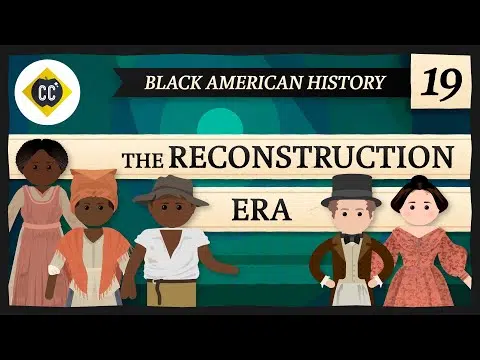 CC
BLACK AMERICAN HISTORY
19
THE RECONSTRUCTION
ERA